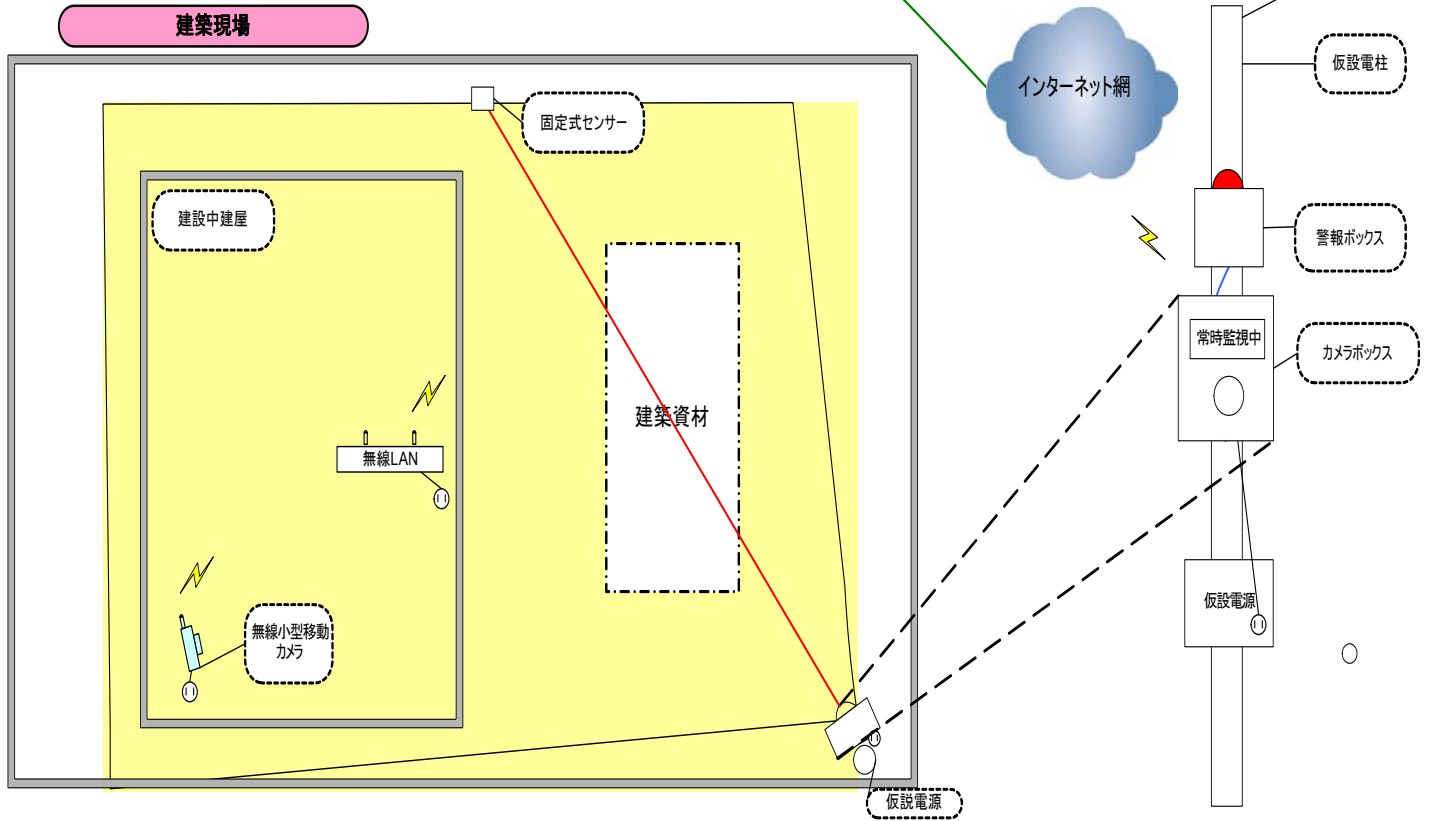 建築現場
インターネット網
仮設電柱
固定式センサー
建設中建屋
警報ボックス
常時監視中
カメラボックス
建築資材
無線LAN
仮設電源
無線小型移動
カメラ
仮説電源